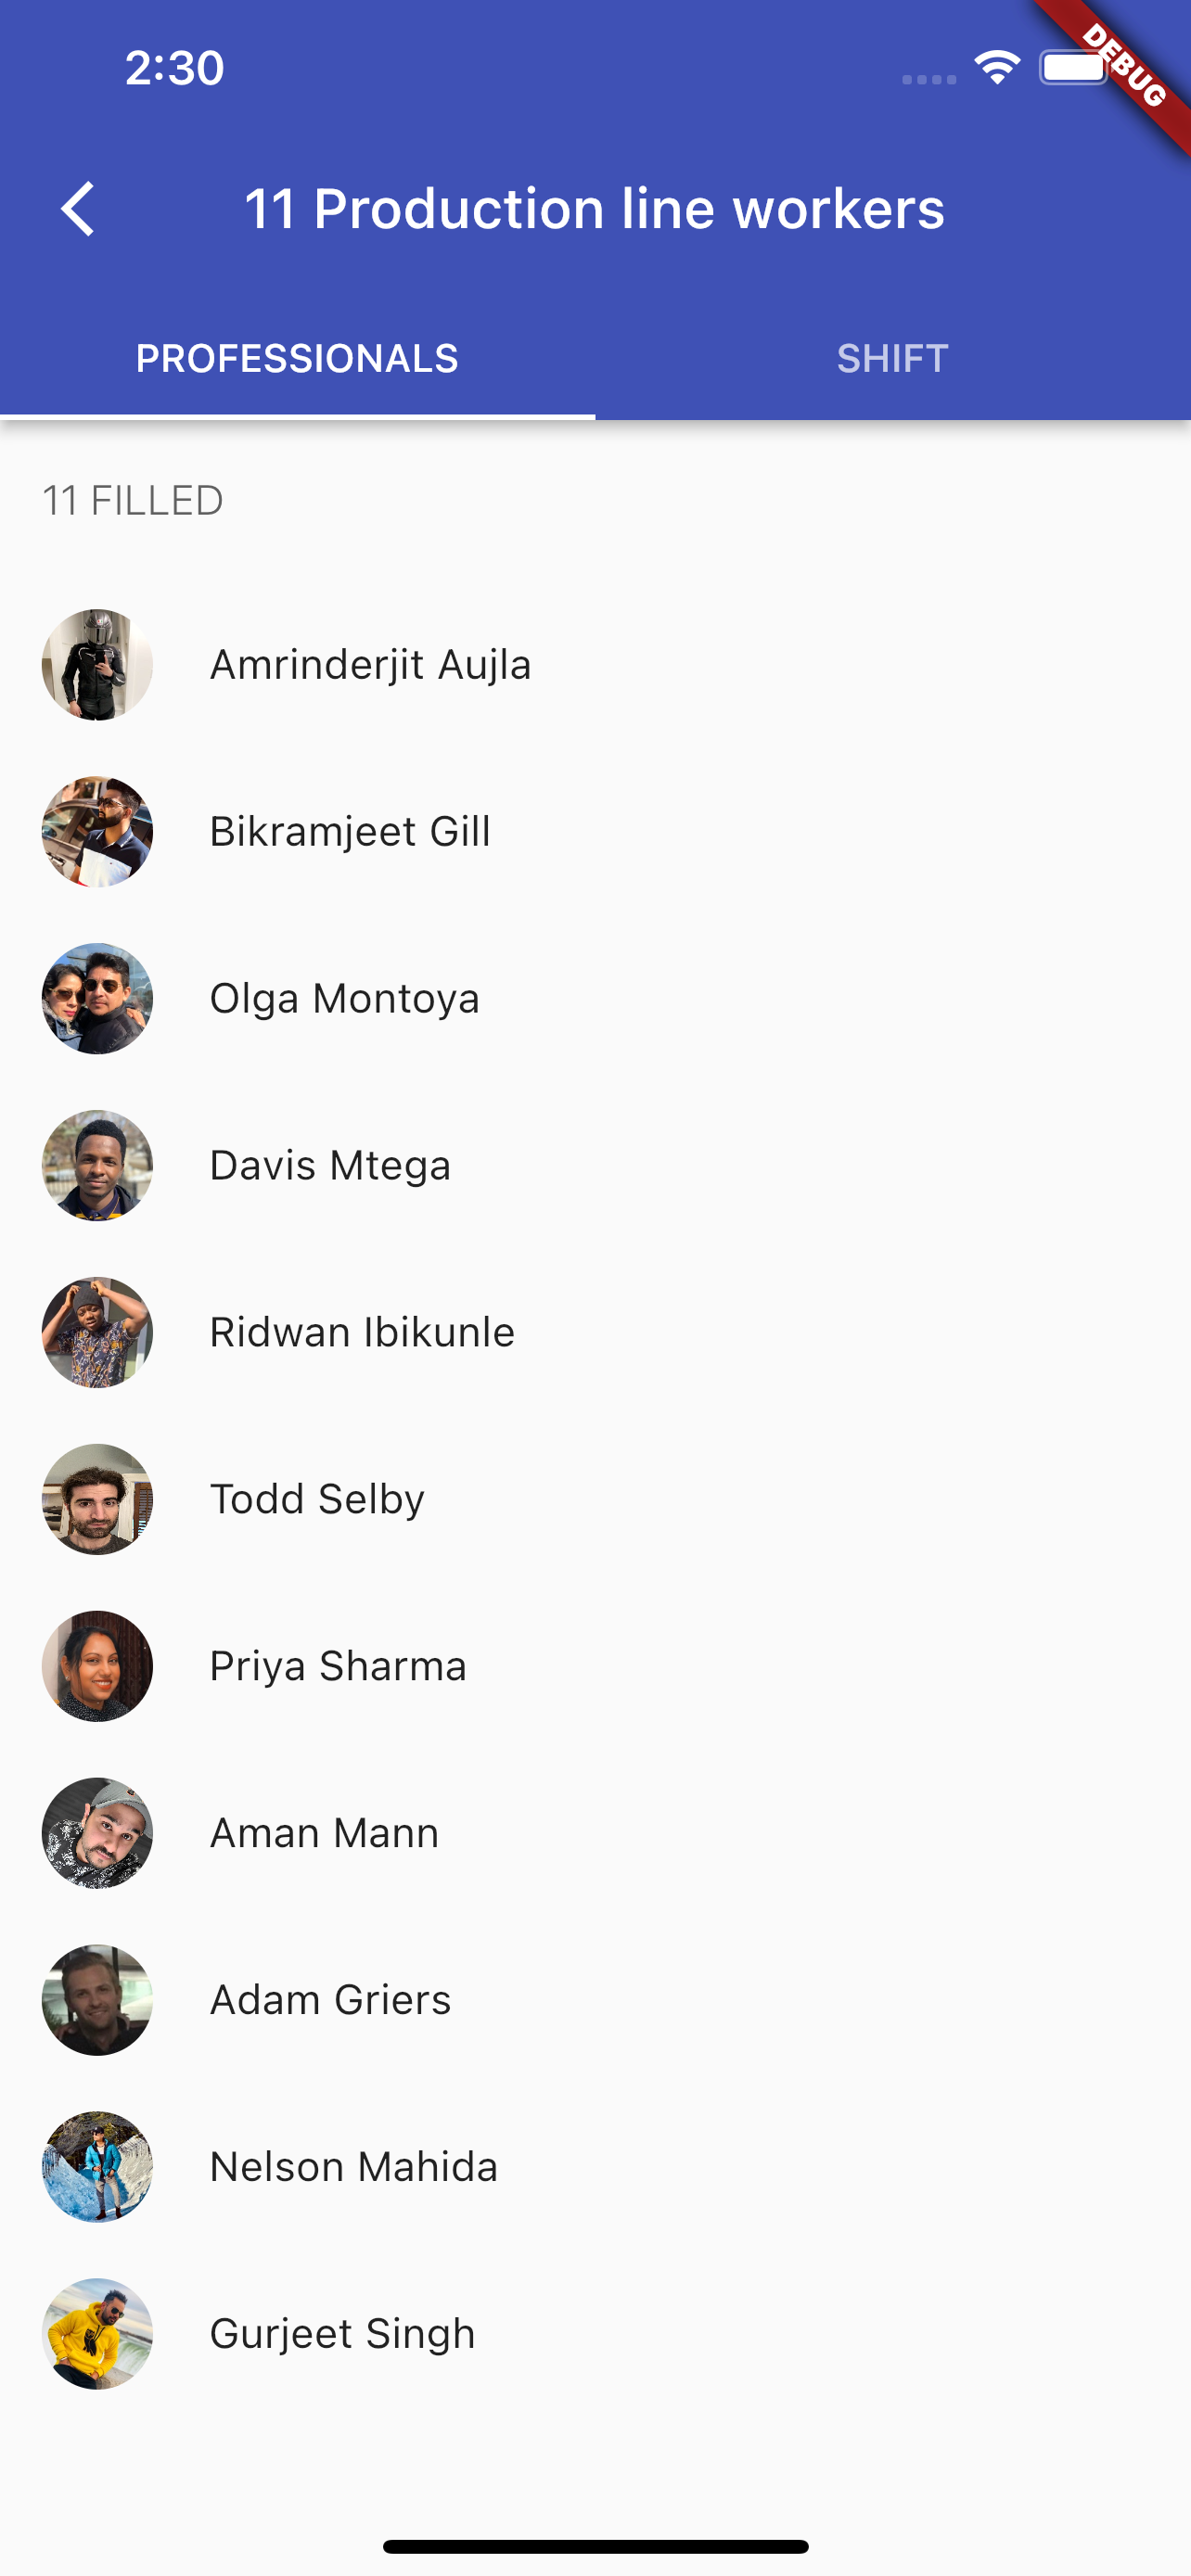 2:30
DEBUG
11 Production line workers
PROFESSIONALS
SHIFT
11 FILLED
Amrinderjit Aujla
Bikramjeet Gill
Olga Montoya
Davis Mtega
Ridwan Ibikunle
Todd Selby
Priya Sharma
Aman Mann
Adam Griers
Nelson Mahida
Gurjeet Singh